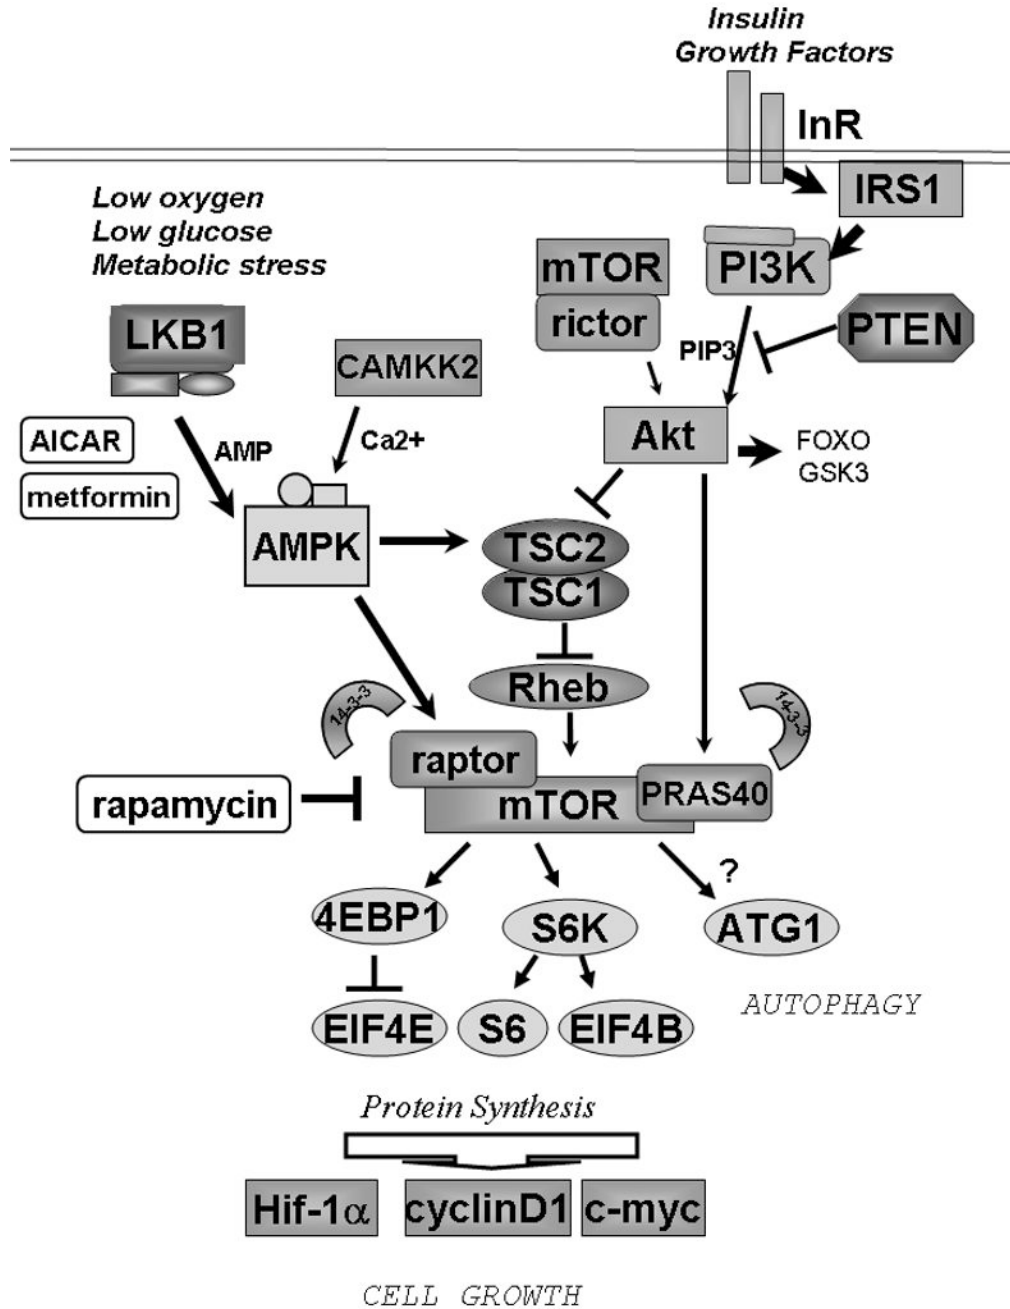 Insulin
Growth Factors
InR
IRS1
Low oxygen
Low glucose
Metabolic stress
mTOR
rictor
PI3K
PTEN
LKB1
CAMKK2
PIP3
AICAR
AMP
Ca2+
Akt
FOXO
GSK3
metformin
AMPK
TSC2
TSC1
Rheb
14-3-3
14-3-3
raptor
mTOR
PRAS40
rapamycin
?
4EBP1
S6K
ATG1
AUTOPHAGY
EIF4E
S6
EIF4B
Protein Synthesis
Hif-1α
cyclinD1
c-myc
CELL GROWTH